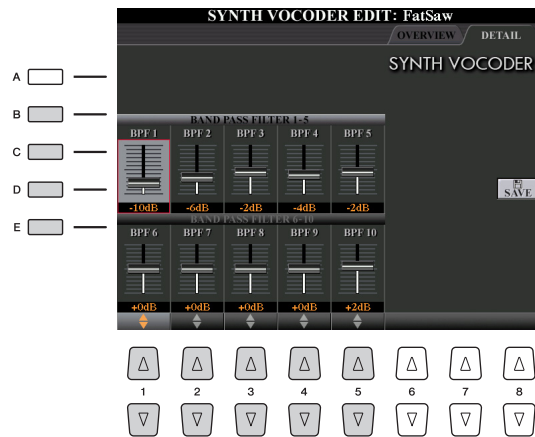 SYNTH VOCODER EDIT: FatSaw
OVERVIEW DETAIL
SYNTH VOCODER
A
B
BAND PASS FILTER 1-5
BPF 1 BPF 2 BPF 3 BPF 4 BPF 5
C
D
SAVE
-10dB -6dB -2dB -4dB -2dB
BAND PASS FILTER 6-10
E
BPF 6 BPF 7 BPF 8 BPF 9 BPF 10
+0dB +0dB +0dB +0dB +2dB
1 2 3 4 5 6 7 8